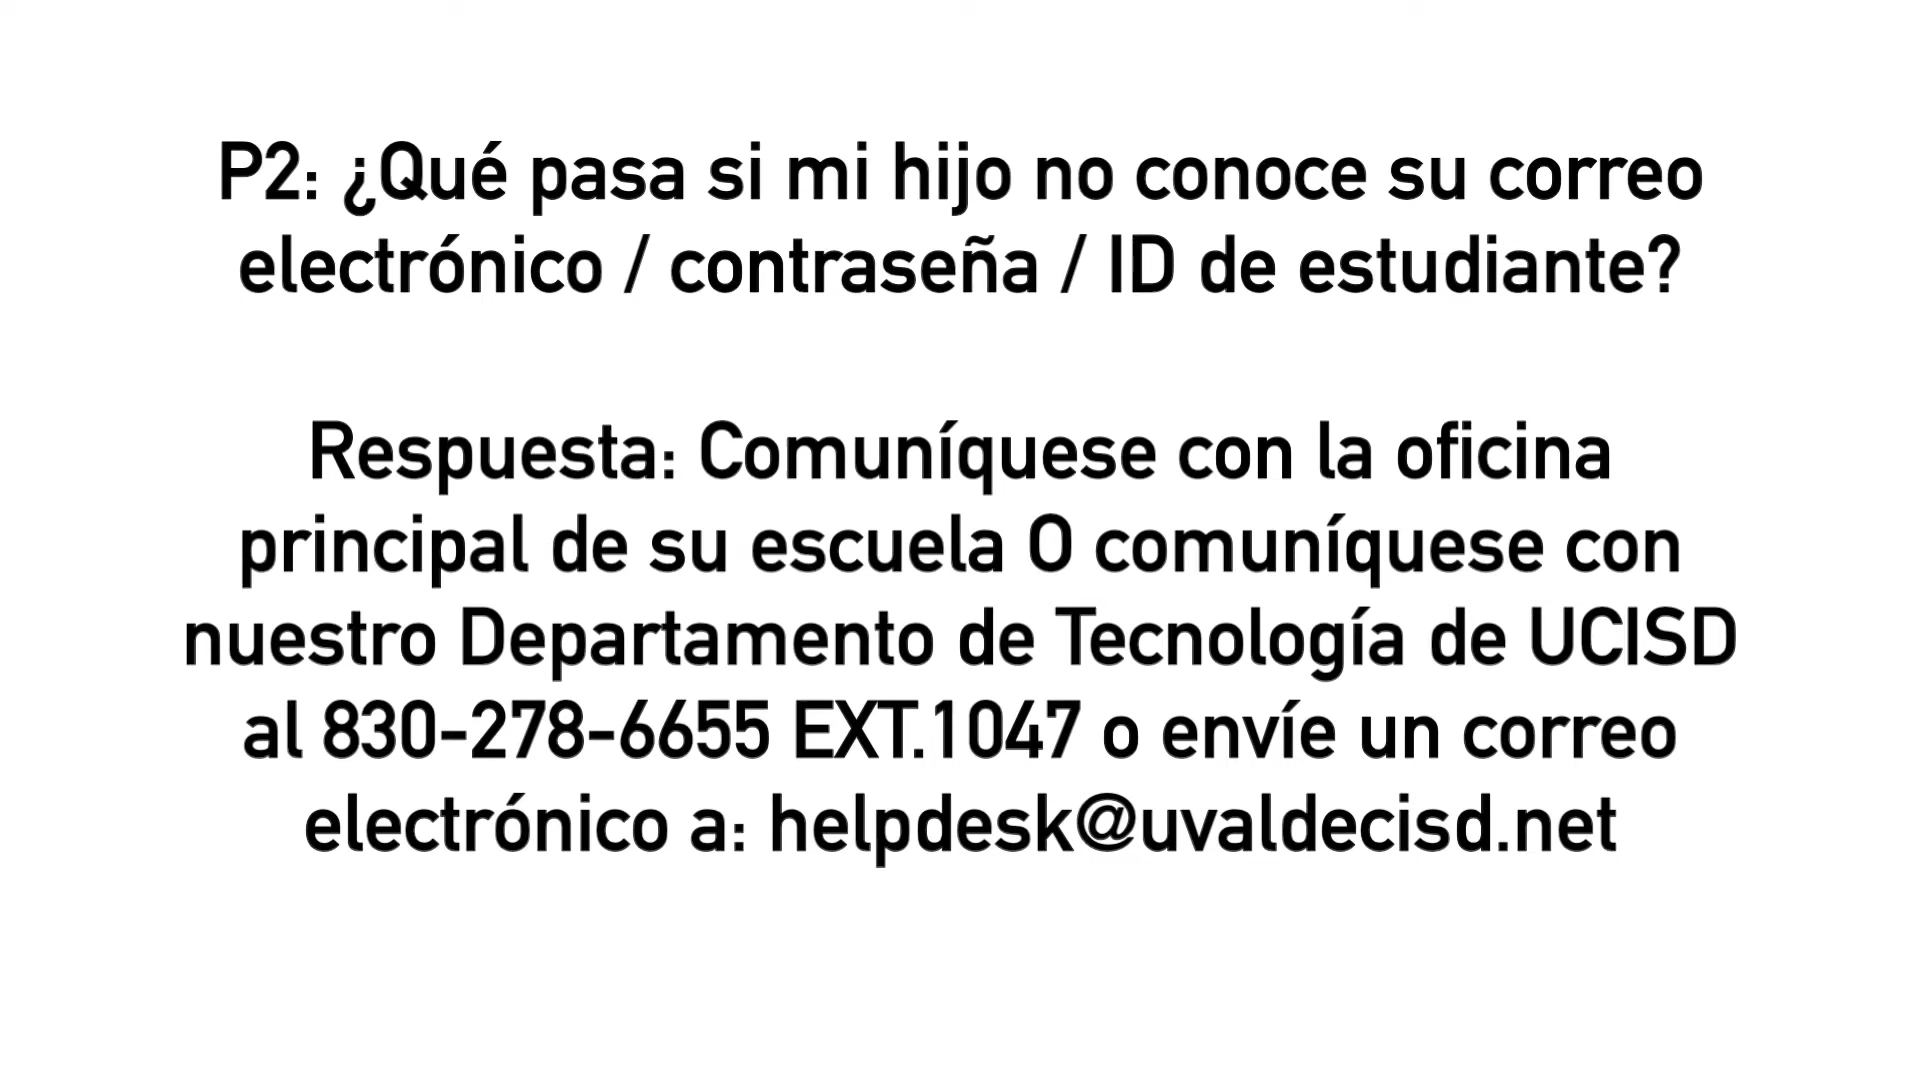 P2: ¿Qué pasa si mi hijo no conoce su correo
electrónico / contraseña / ID de estudiante?
Respuesta: Comuníquese con la oficina
principal de su escuela O comuníquese con
nuestro Departamento de Tecnología de UCISD
al 830-278-6655 EXT.1047 o envíe un correo
electrónico a: helpdesk@uvaldecisd.net